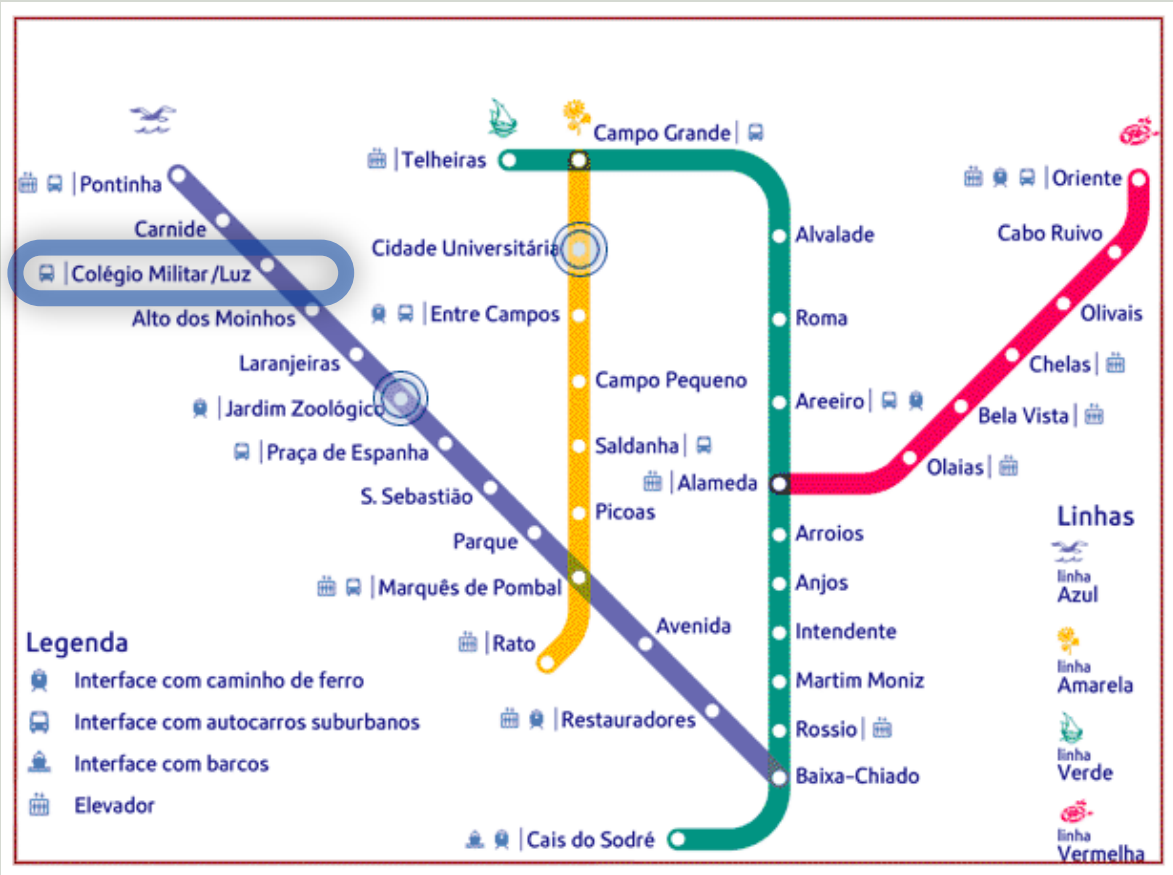 Campo Grande
Telheiras
Pontinha
Oriente
Carnide
Cidade Universitária
Alvalade
Cabo Ruivo
Colégio Militar/Luz
Alto dos Moinhos
Entre Campos
Roma
Olivais
Laranjeiras
Chelas
Jardim Zoológico
Campo Pequeno
Areeiro
Bela Vista
Praça de Espanha
Saldanha
Olaias
S. Sebastião
Alameda
Picoas
Parque
Arroios
Marquês de Pombal
Anjos
Rato
Avenida
Intendente
Martim Moniz
Restauradores
Rossio
Baixa-Chiado
Cais do Sodré
Legenda
Interface com caminho de ferro
Interface com autocarros suburbanos
Interface com barcos
Elevador
Linhas
linha
Azul
linha
Amarela
linha
Verde
linha
Vermelha